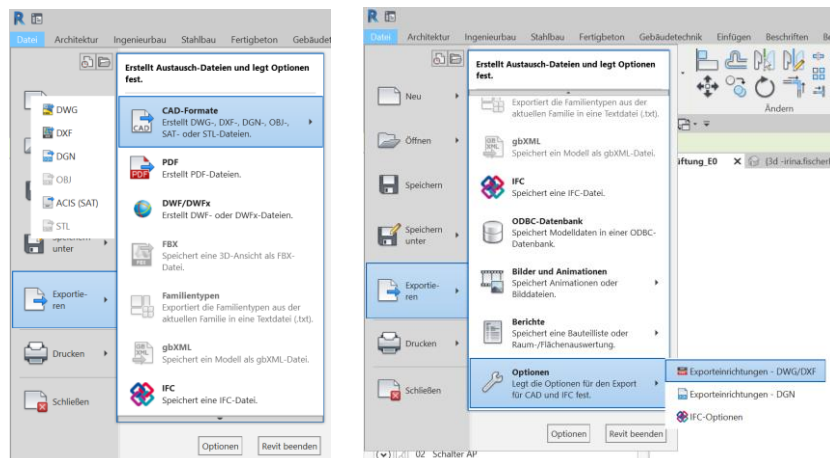 Datei Architektur Ingenieurbau Stahlbau Fertigbeton
Erstellt Austausch-Dateien und legt Optionen
fest.
CAD-Formate
Erstellt DWG-, DXF-, DGN-, OBJ-,
SAT- oder STL-Dateien.
PDF
Erstellt PDF-Dateien.
DWF/DWFx
Erstellt DWF- oder DWFx-Dateien.
FBX
Speichert eine 3D-Ansicht als FBX-
Datei.
Familientypen
Exportiert die Familientypen aus der
aktuellen Familie in eine Textdatei (.txt).
gbXML
Speichert ein Modell als gbXML-Datei.
IFC
Speichert eine IFC-Datei.
DWG
DXF
DGN
OBJ
ACIS (SAT)
STL
unter
Exportie-
ren
Drucken
Schließen
Optionen Revit beenden
Datei Architektur Ingenieurbau Stahlbau Fertigbeton Gebäudetechnik Einfügen Beschriften
Erstellt Austausch-Dateien und legt Optionen
fest.
Neu
Öffnen
Speichern
Speichern
unter
Exportie-
ren
Drucken
Schließen
Exportiert die Familientypen aus der
aktuellen Familie in eine Textdatei (.txt).
gbXML
Speichert ein Modell als gbXML-Datei.
IFC
Speichert eine IFC-Datei.
ODBC-Datenbank
Speichert Modelldaten in einer ODBC-
Datenbank.
Bilder und Animationen
Speichert Animationen oder
Bilddateien.
Berichte
Speichert eine Bauteilliste oder
Raum-/Flächenauswertung.
Optionen
Legt die Optionen für den Export
für CAD und IFC fest.
Exporteinrichtungen - DWG/DXF
Exporteinrichtungen - DGN
IFC-Optionen
Optionen Revit beenden
Ändern
02 Schalter AP